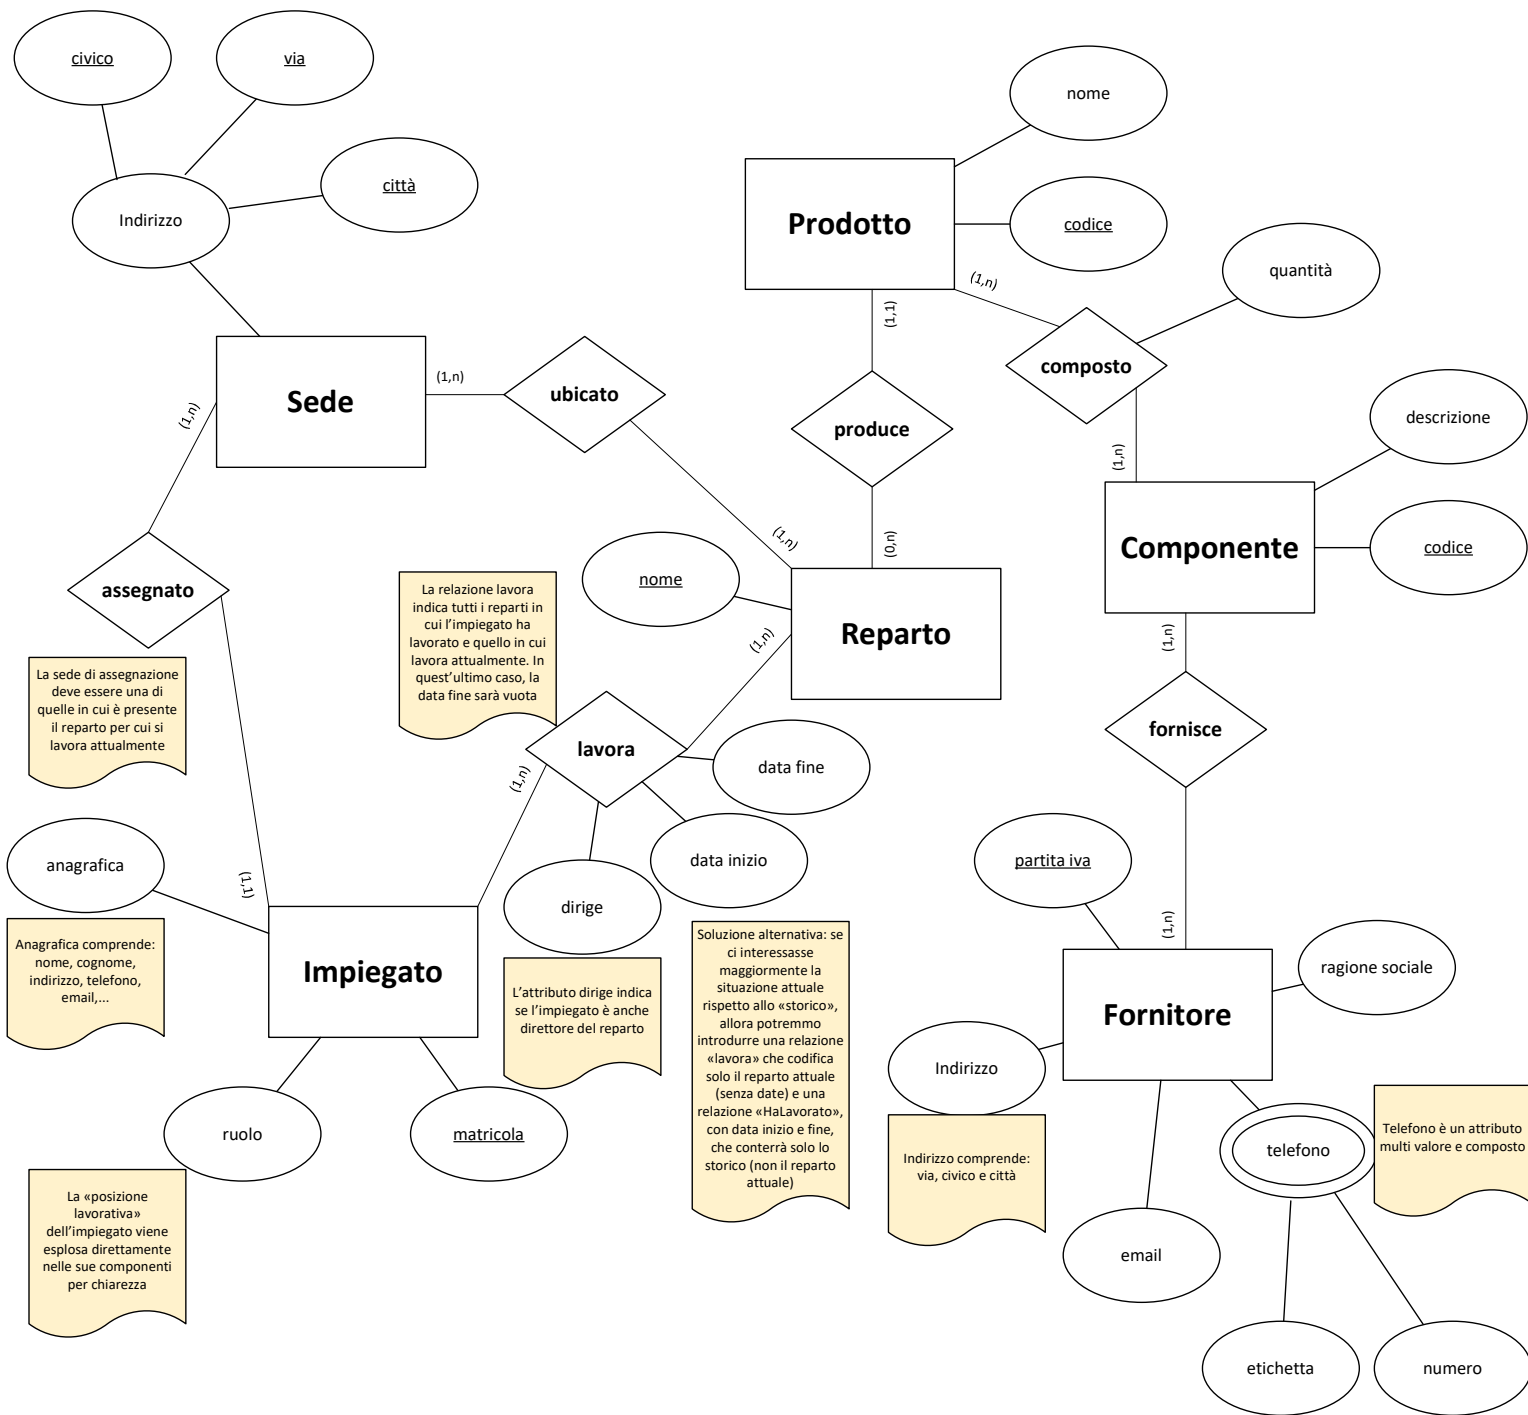 civico
via
città
Indirizzo
nome
Prodotto
codice
quantità
(1,n)
(1,1)
composto
Sede
(1,n)
ubicato
(1,n)
produce
descrizione
(1,n)
Componente
codice
(1,n)
(0,n)
assegnato
nome
Reparto
La relazione lavora
indica tutti i reparti in
cui l’impiegato ha
lavorato e quello in cui
lavora attualmente. In
quest’ultimo caso, la
data fine sarà vuota
(1,n)
(1,n)
La sede di assegnazione
deve essere una di
quelle in cui è presente
il reparto per cui si
lavora attualmente
lavora
fornisce
(1,n)
data fine
data inizio
dirige
anagrafica
(1,1)
partita iva
(1,n)
Anagrafica comprende:
nome, cognome,
indirizzo, telefono,
email,...
Impiegato
L’attributo dirige indica
se l’impiegato è anche
direttore del reparto
Soluzione alternativa: se
ci interessasse
maggiormente la
situazione attuale
rispetto allo «storico»,
allora potremmo
introdurre una relazione
«lavora» che codifica
solo il reparto attuale
(senza date) e una
relazione «HaLavorato»,
con data inizio e fine,
che conterrà solo lo
storico (non il reparto
attuale)
ragione sociale
Fornitore
Indirizzo
Indirizzo comprende:
via, civico e città
ruolo
matricola
La «posizione
lavorativa»
dell’impiegato viene
esplosa direttamente
nelle sue componenti
per chiarezza
telefono
Telefono è un attributo
multi valore e composto
email
etichetta
numero